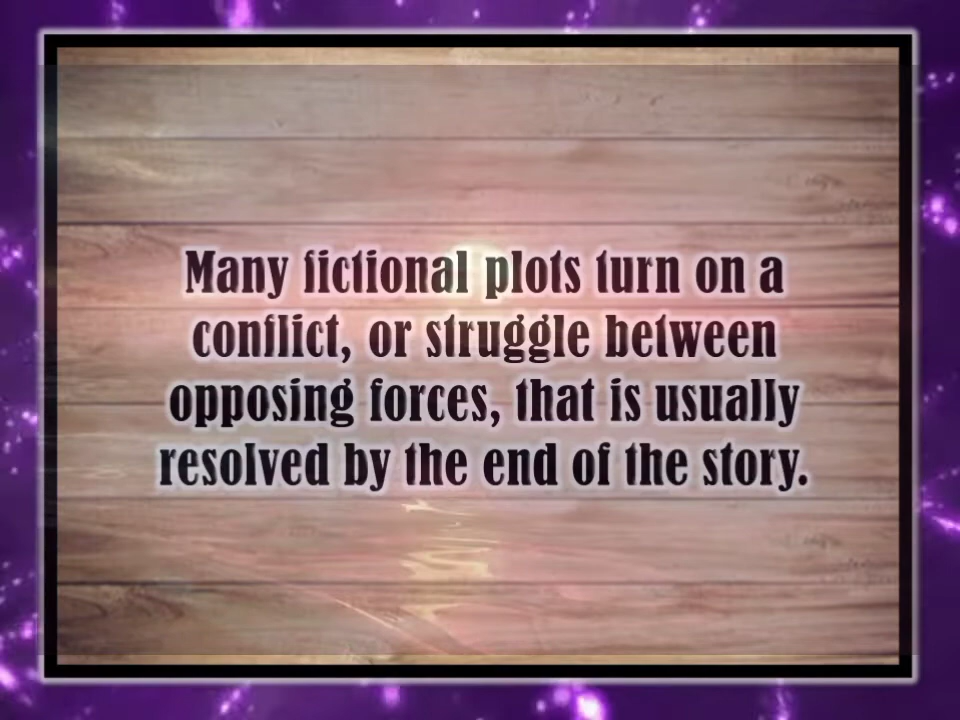 Many fictional plots turn on a
conflict, or struggle between
opposing forces, that is usually
resolved by the end of the story.